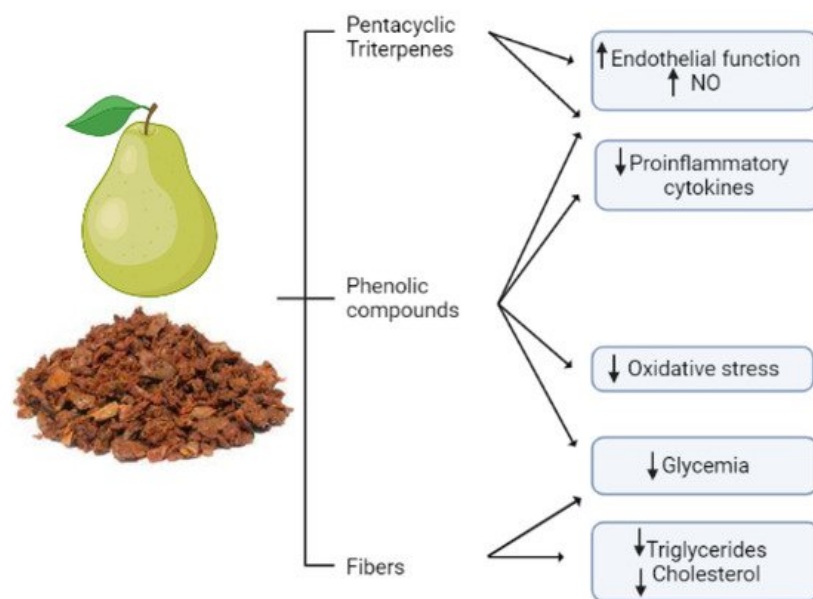 Pentacyclic
Triterpenes
↑ Endothelial function
↑ NO
↓ Proinflammatory
cytokines
Phenolic
compounds
↓ Oxidative stress
↓ Glycemia
Fibers
↓ Triglycerides
↓ Cholesterol